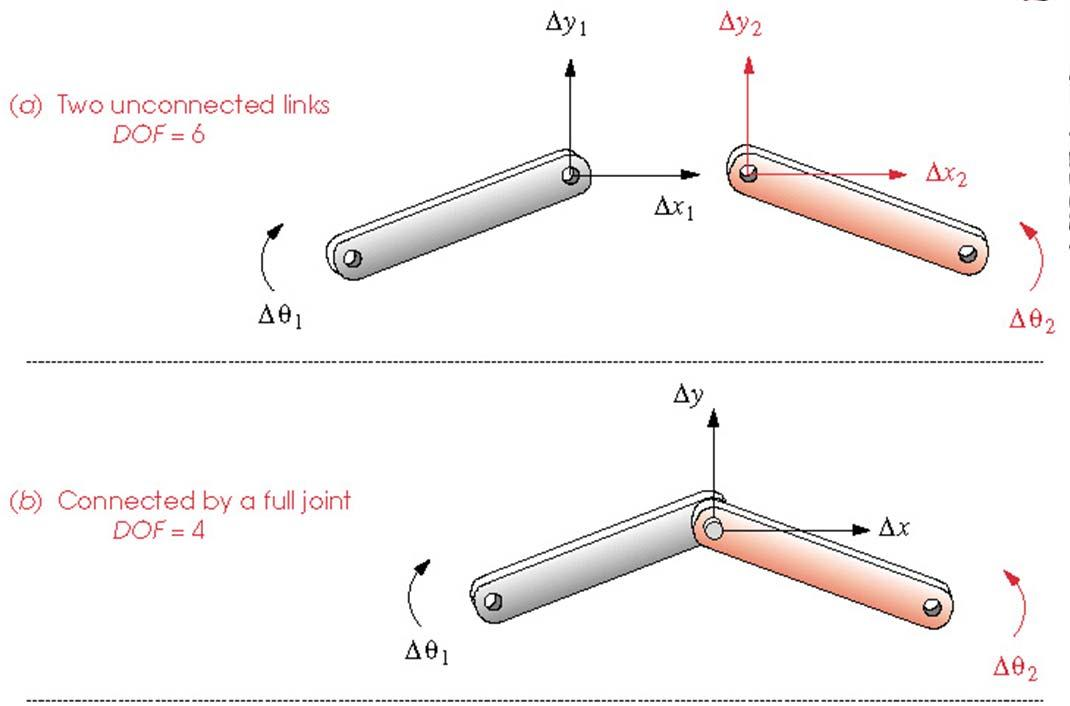 Δy1 Δy2
(a) Two unconnected links
DOF = 6
Δx2
Δx1
Δθ1 Δθ2
Δy
(b) Connected by a full joint
DOF = 4
Δx
Δθ1
Δθ2